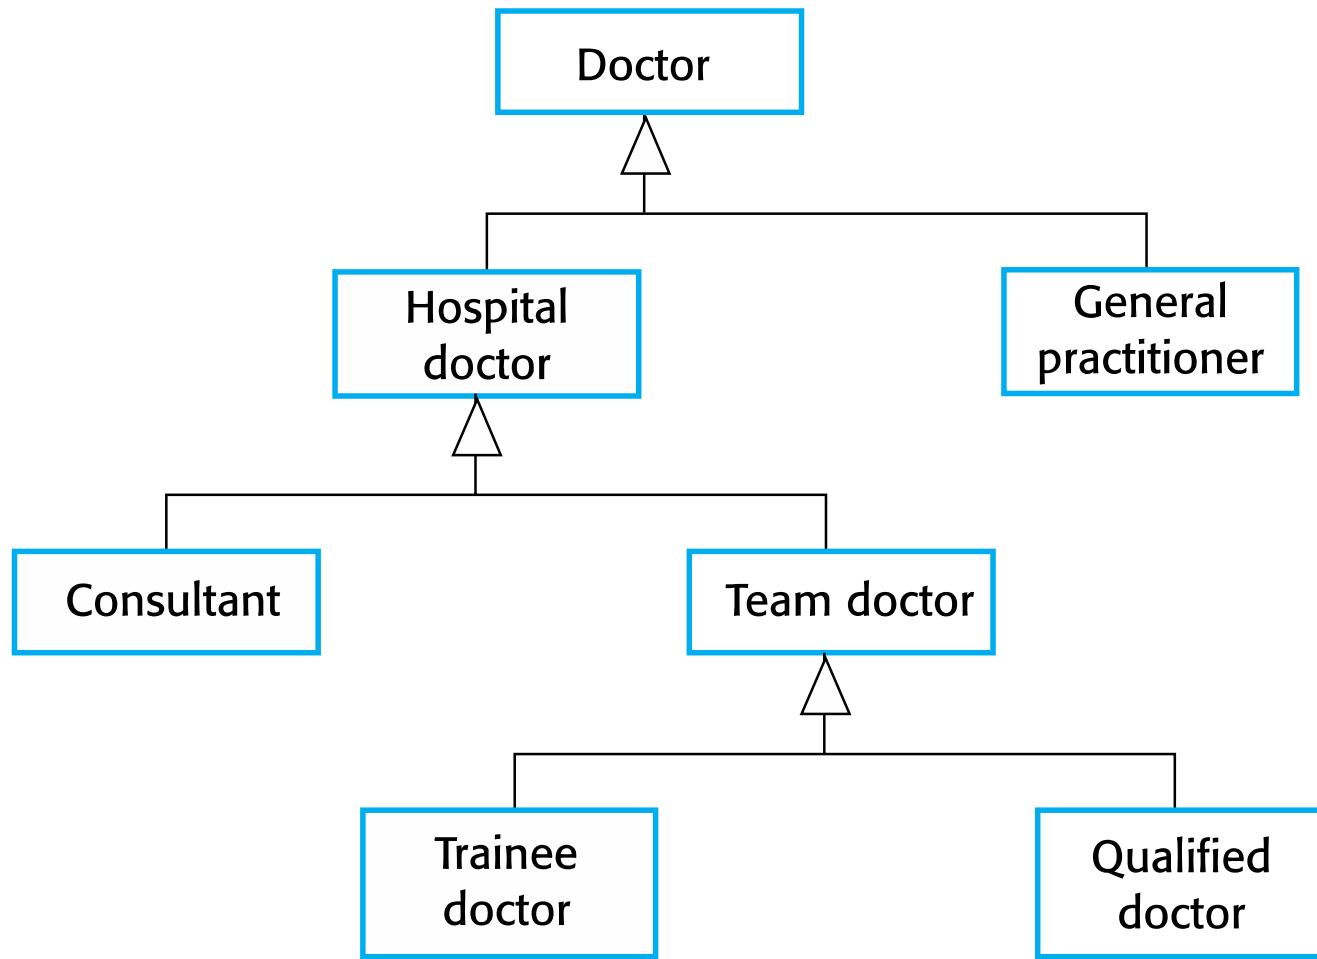 Doctor
Hospital
doctor
General
practitioner
Consultant
Team doctor
Trainee
doctor
Qualified
doctor